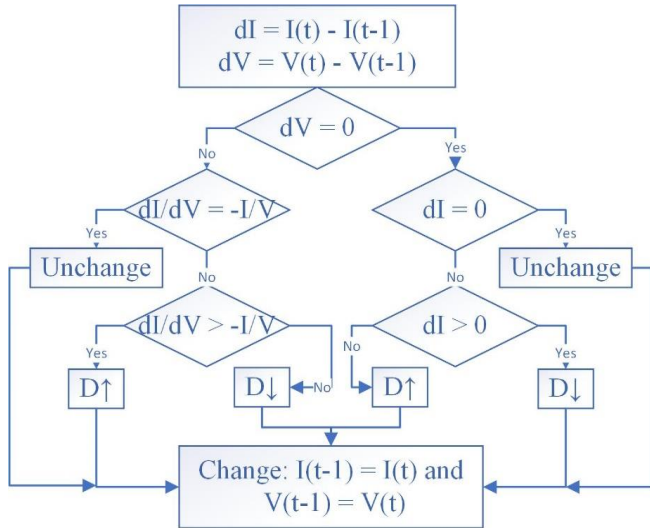 dI = I(t) - I(t-1)
dV = V(t) - V(t-1)
dV = 0
No
Yes
dI/dV = -I/V
dI = 0
Yes
Yes
Unchange
No
No
Unchange
dI/dV > -I/V
dI > 0
Yes
No
No
Yes
D↑
D↓
D↑
D↓
Change: I(t-1) = I(t) and
V(t-1) = V(t)